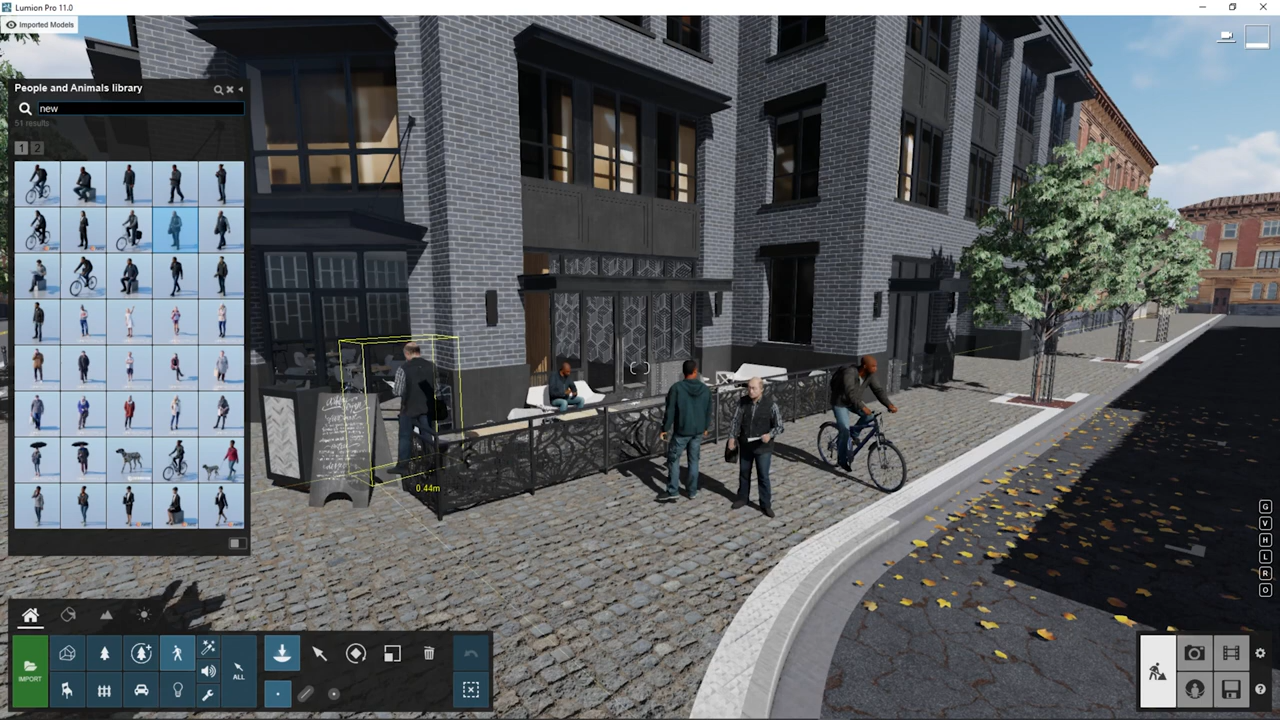 Lumion Pro 11.0
Imported Models
People and Animals library
new
51 results
1 2
0.44m
G
V
H
L
R
O
IMPORT
ALL